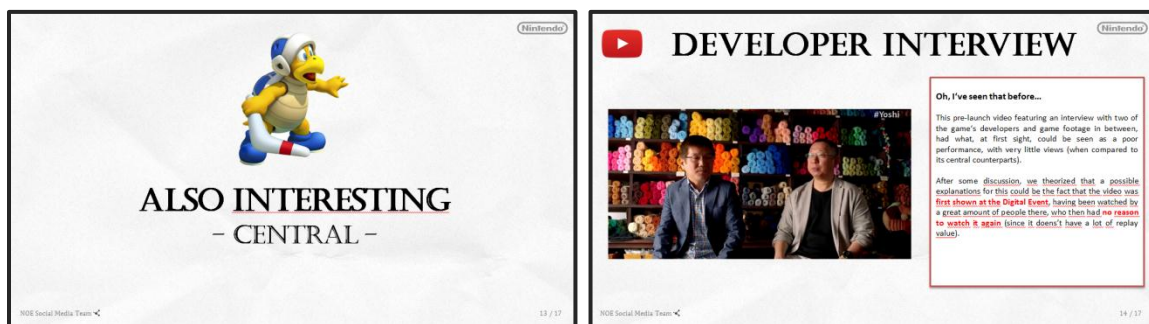 Nintendo
ALSO INTERESTING
– CENTRAL –
NOE Social Media Team
13 / 17
Nintendo
DEVELOPER INTERVIEW
#Yoshi
Oh, I've seen that before...
This pre-launch video featuring an interview with two of
the game's developers and game footage in between,
had what, at first sight, could be seen as a poor
performance, with very little views (when compared to
its central counterparts).
After some discussion, we theorized that a possible
explanations for this could be the fact that the video was
first shown at the Digital Event, having been watched by
a great amount of people there, who then had no reason
to watch it again (since it doens't have a lot of replay
value).
NOE Social Media Team
14 / 17